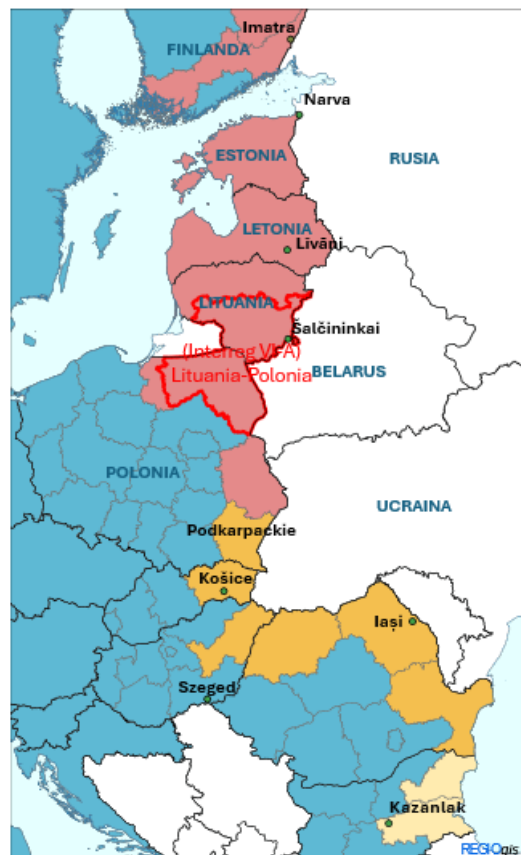 Imatra
FINLANDA
Narva
ESTONIA
RUSIA
LETONIA
Līvāni
LITUANIA
Šalčininkai
(Interreg VI-A)
Lituania-Polonia
BELARUS
POLONIA
UCRAINA
Podkarpackie
Košice
Iași
Szeged
Kazanlak
REGIOgis